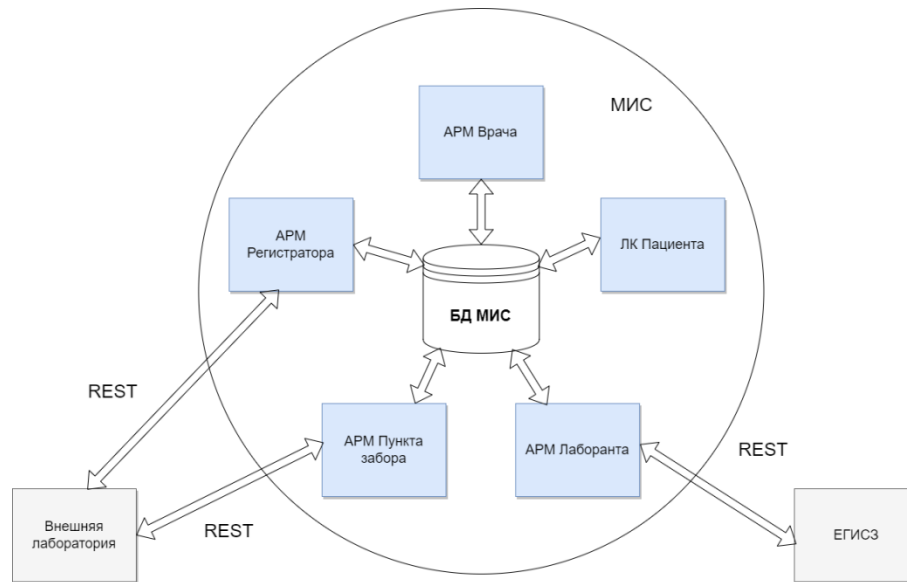 МИС
АРМ Врача
АРМ
Регистратора
ЛК Пациента
БД МИС
REST
АРМ Пункта
забора
АРМ Лаборанта
REST
Внешняя
лаборатория
REST
ЕГИСЗ